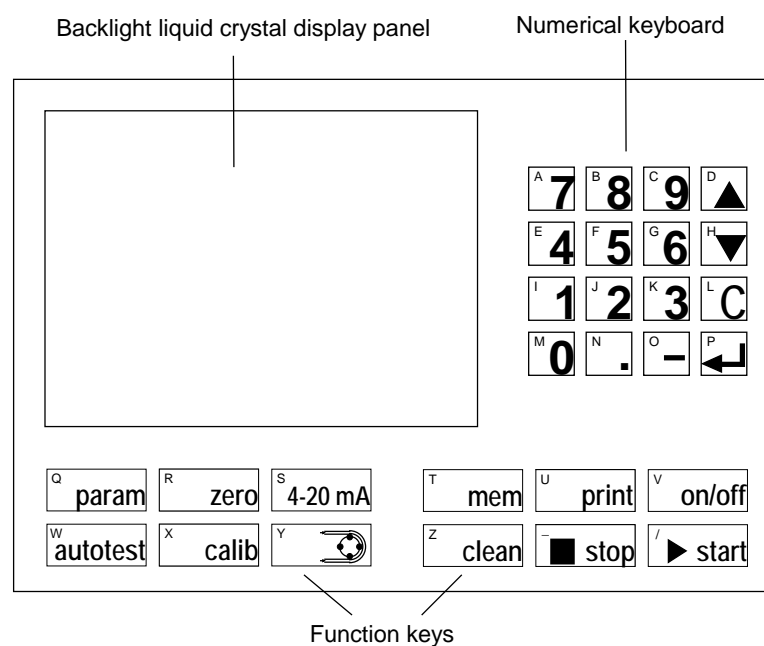 Backlight liquid crystal display panel
Numerical keyboard
A 7 B 8 C 9 D ▲
E 4 F 5 G 6 H ▼
I 1 J 2 K 3 L C
M 0 N . O – P ↵
Q param R zero S 4-20 mA T mem U print V on/off
W autotest X calib Y Z clean _ ■ stop / ▶ start
Function keys